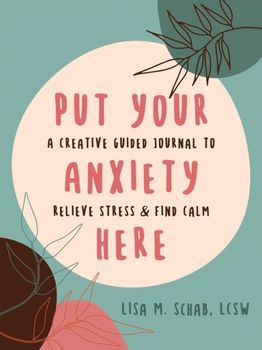 PUT YOUR
A CREATIVE GUIDED JOURNAL TO
ANXIETY
RELIEVE STRESS & FIND CALM
HERE
LISA M. SCHAB, LCSW